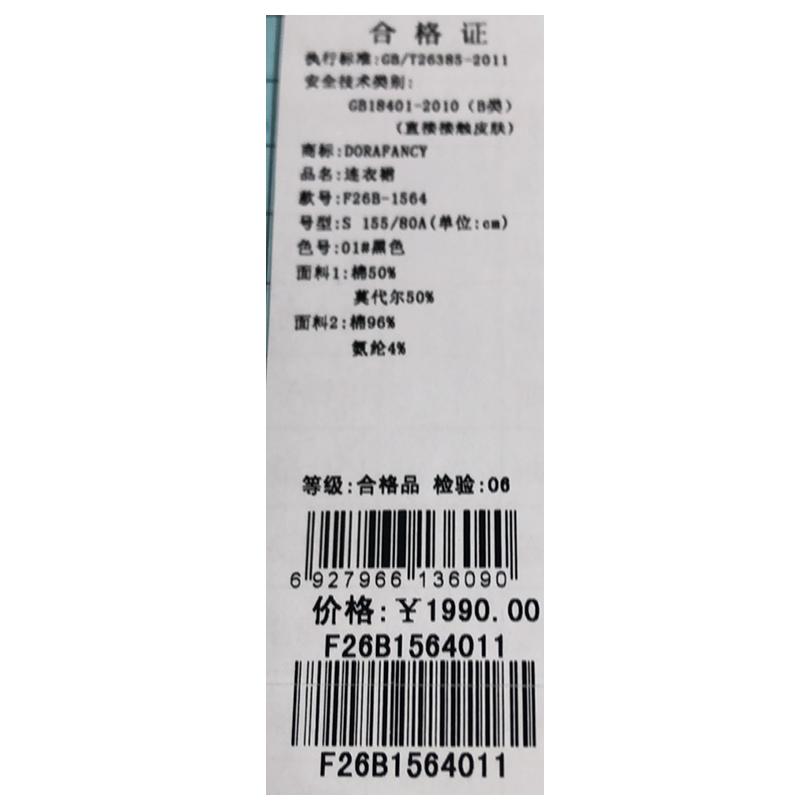 合格证
执行标准:GB/T26385-2011
安全技术类别:
GB18401-2010（B类）
（直接接触皮肤）
商标:DORAFANCY
品名:连衣裙
款号:F26B-1564
号型:S 155/80A(单位:cm)
色号:01#黑色
面料1:棉50%
莫代尔50%
面料2:棉96%
氨纶4%
等级:合格品 检验:06
6 927966 136090
价格:￥1990.00
F26B1564011
F26B1564011